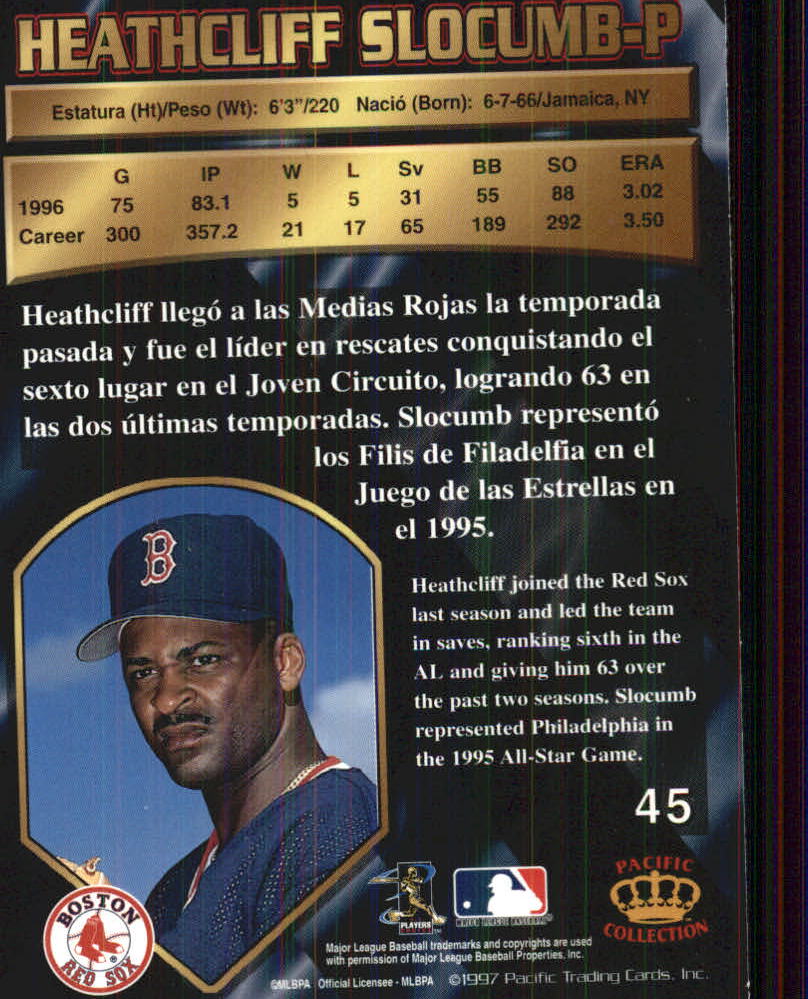 HEATHCLIFF SLOCUMB-P
Estatura (Ht)/Peso (Wt): 6'3"/220 Nació (Born): 6-7-66/Jamaica, NY
G IP W L Sv BB SO ERA
1996 75 83.1 5 5 31 55 88 3.02
Career 300 357.2 21 17 65 189 292 3.50
Heathcliff llegó a las Medias Rojas la temporada
pasada y fue el líder en rescates conquistando el
sexto lugar en el Joven Circuito, logrando 63 en
las dos últimas temporadas. Slocumb representó
los Filis de Filadelfia en el
Juego de las Estrellas en
el 1995.
Heathcliff joined the Red Sox
last season and led the team
in saves, ranking sixth in the
AL and giving him 63 over
the past two seasons. Slocumb
represented Philadelphia in
the 1995 All-Star Game.
45
B
BOSTON
RED SOX
PLAYERS
MAJOR LEAGUE BASEBALL
PACIFIC
COLLECTION
Major League Baseball trademarks and copyrights are used
with permission of Major League Baseball Properties, Inc.
©MLBPA Official Licensee - MLBPA ©1997 Pacific Trading Cards, Inc.